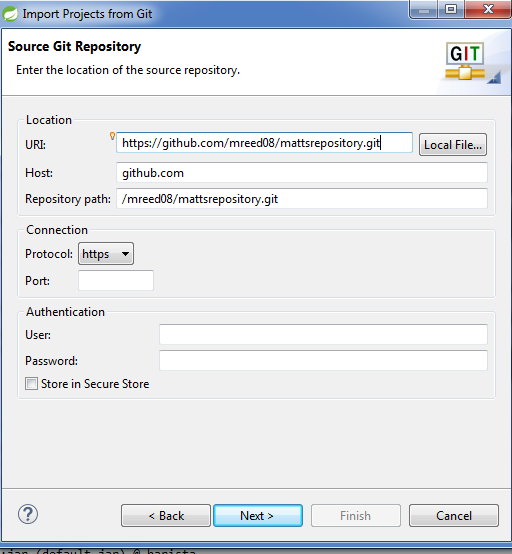 Import Projects from Git
Source Git Repository
Enter the location of the source repository.
GIT
Location
URI: https://github.com/mreed08/mattsrepository.git Local File...
Host: github.com
Repository path: /mreed08/mattsrepository.git
Connection
Protocol: https
Port:
Authentication
User:
Password:
Store in Secure Store
? < Back Next > Finish Cancel